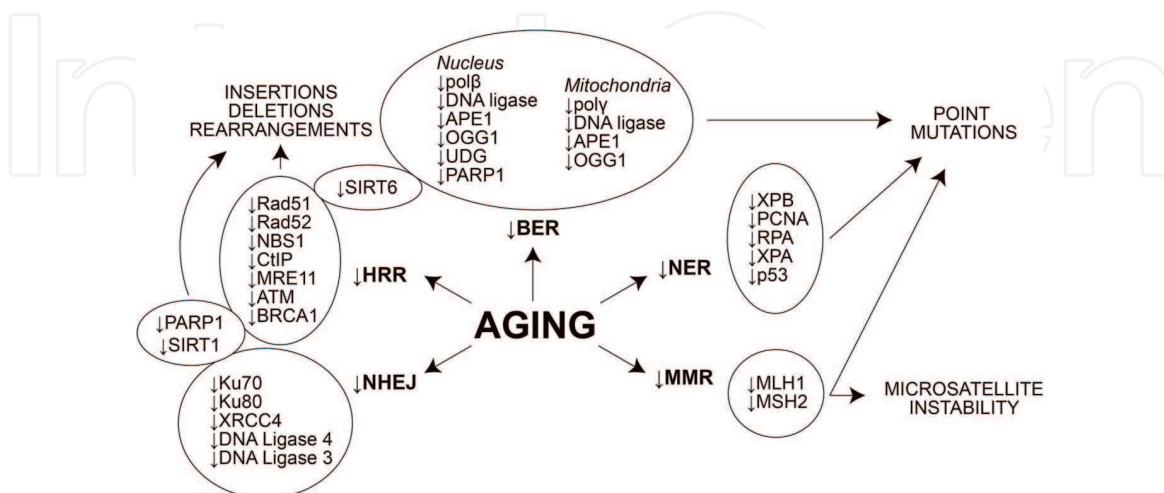 INSERTIONS
DELETIONS
REARRANGEMENTS
Nucleus
↓polβ
↓DNA ligase
↓APE1
↓OGG1
↓UDG
↓PARP1
Mitochondria
↓polγ
↓DNA ligase
↓APE1
↓OGG1
POINT
MUTATIONS
↓SIRT6
↓Rad51
↓Rad52
↓NBS1
↓CtIP
↓MRE11
↓ATM
↓BRCA1
↓BER
↓XPB
↓PCNA
↓RPA
↓XPA
↓p53
↓HRR
↓NER
AGING
↓PARP1
↓SIRT1
↓NHEJ
↓MMR
↓Ku70
↓Ku80
↓XRCC4
↓DNA Ligase 4
↓DNA Ligase 3
↓MLH1
↓MSH2
MICROSATELLITE
INSTABILITY